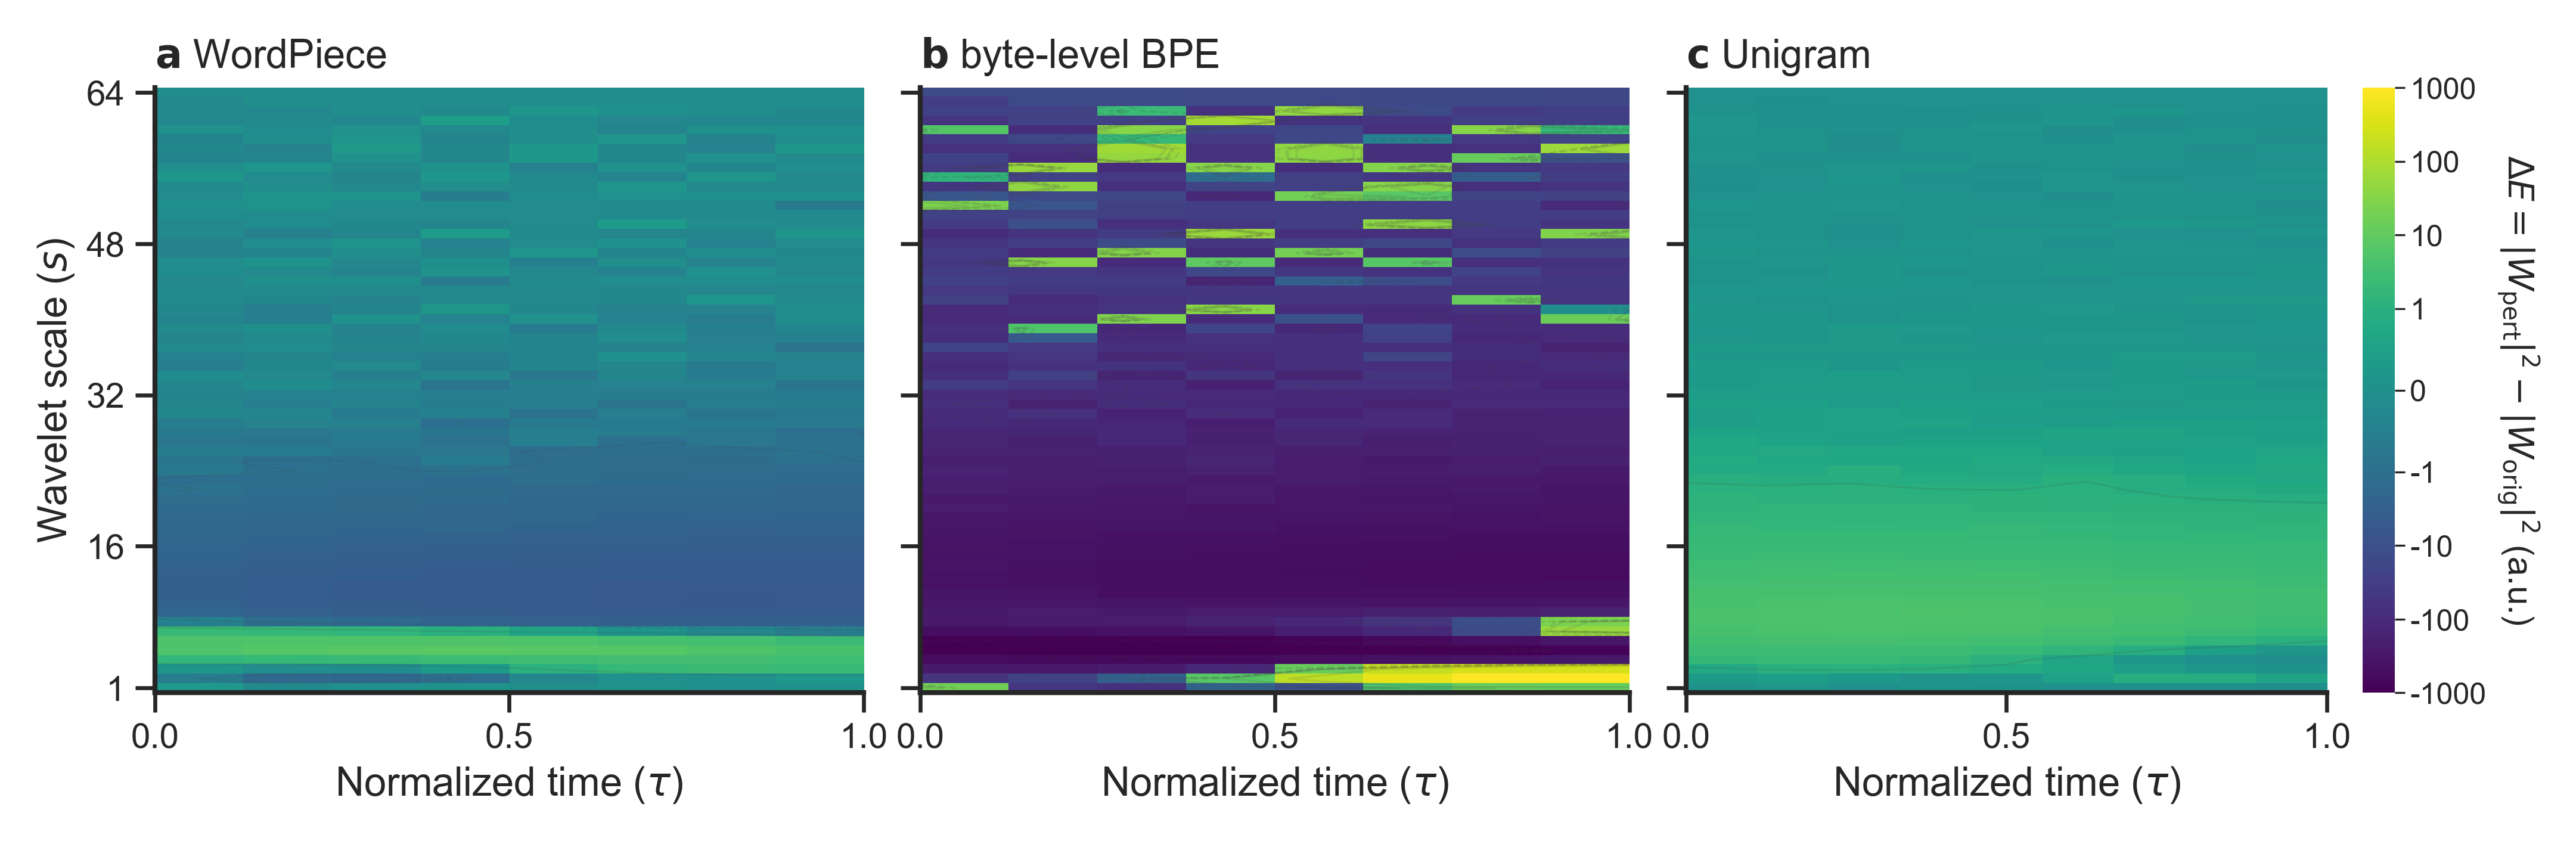 a WordPiece
b byte-level BPE
c Unigram
Wavelet scale (s)
64
48
32
16
1
0.0
0.5
1.0
Normalized time (τ)
0.0
0.5
1.0
Normalized time (τ)
0.0
0.5
1.0
Normalized time (τ)
1000
100
10
1
0
-1
-10
-100
-1000
ΔE = |W_pert|² − |W_orig|² (a.u.)